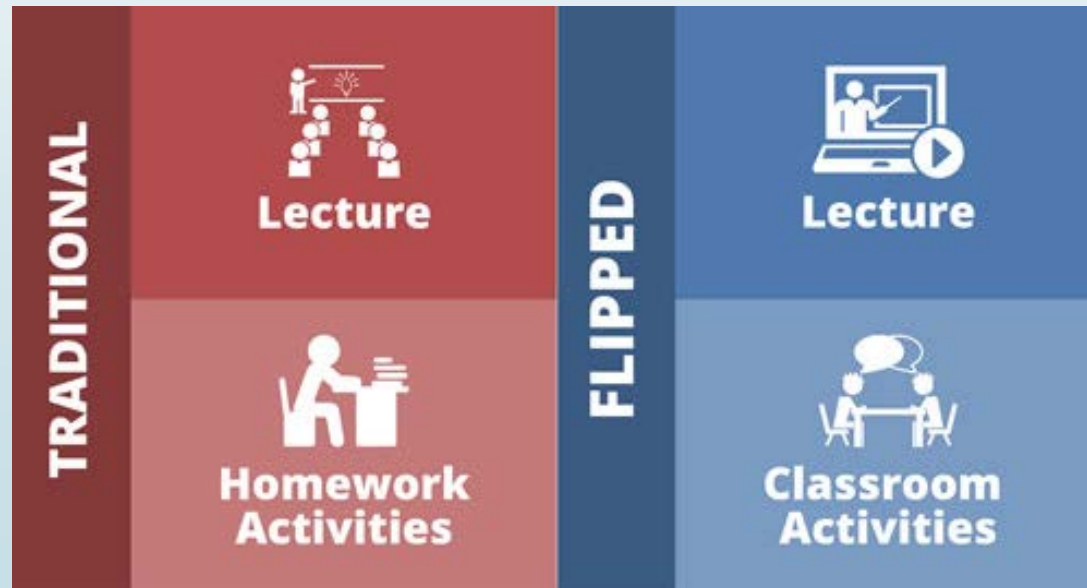 TRADITIONAL
Lecture
Homework
Activities
FLIPPED
Lecture
Classroom
Activities